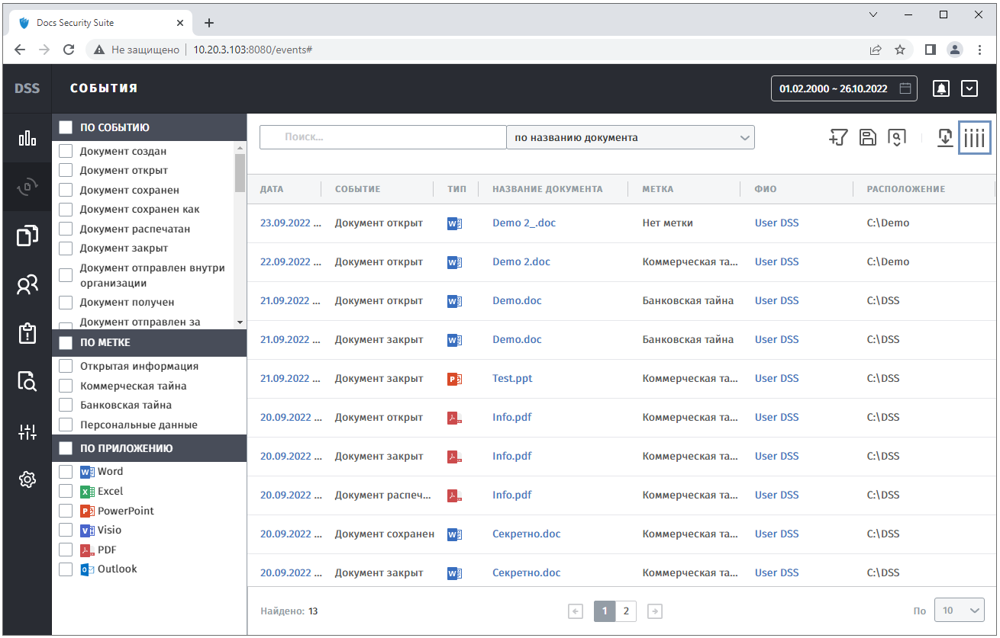 Docs Security Suite
Не защищено 10.20.3.103:8080/events#
DSS СОБЫТИЯ 01.02.2000 ~ 26.10.2022
ПО СОБЫТИЮ
Документ создан
Документ открыт
Документ сохранен
Документ сохранен как
Документ распечатан
Документ закрыт
Документ отправлен внутри
организации
Документ получен
Документ отправлен за
ПО МЕТКЕ
Открытая информация
Коммерческая тайна
Банковская тайна
Персональные данные
ПО ПРИЛОЖЕНИЮ
Word
Excel
PowerPoint
Visio
PDF
Outlook
Поиск... по названию документа
ДАТА СОБЫТИЕ ТИП НАЗВАНИЕ ДОКУМЕНТА МЕТКА ФИО РАСПОЛОЖЕНИЕ
23.09.2022 ... Документ открыт Demo 2_.doc Нет метки User DSS C:\Demo
22.09.2022 ... Документ открыт Demo 2.doc Коммерческая та... User DSS C:\Demo
21.09.2022 ... Документ открыт Demo.doc Банковская тайна User DSS C:\DSS
21.09.2022 ... Документ закрыт Demo.doc Банковская тайна User DSS C:\DSS
21.09.2022 ... Документ закрыт Test.ppt Коммерческая та... User DSS C:\DSS
20.09.2022 ... Документ открыт Info.pdf Коммерческая та... User DSS C:\DSS
20.09.2022 ... Документ закрыт Info.pdf Коммерческая та... User DSS C:\DSS
20.09.2022 ... Документ распеч... Info.pdf Коммерческая та... User DSS C:\DSS
20.09.2022 ... Документ сохранен Секретно.doc Коммерческая та... User DSS C:\DSS
20.09.2022 ... Документ закрыт Секретно.doc Коммерческая та... User DSS C:\DSS
Найдено: 13 1 2 По 10